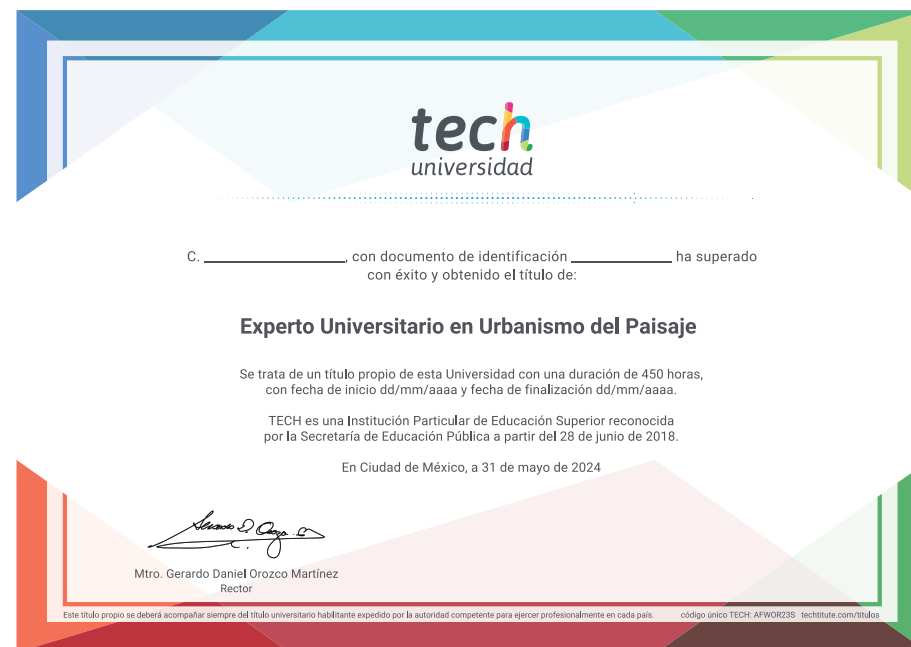 tech
universidad
C. ____________, con documento de identificación ____________ ha superado
con éxito y obtenido el título de:
Experto Universitario en Urbanismo del Paisaje
Se trata de un título propio de esta Universidad con una duración de 450 horas,
con fecha de inicio dd/mm/aaaa y fecha de finalización dd/mm/aaaa.
TECH es una Institución Particular de Educación Superior reconocida
por la Secretaría de Educación Pública a partir del 28 de junio de 2018.
En Ciudad de México, a 31 de mayo de 2024
Mtro. Gerardo Daniel Orozco Martínez
Rector
Este título propio se deberá acompañar siempre del título universitario habilitante expedido por la autoridad competente para ejercer profesionalmente en cada país. código único TECH: AFWOR23S techtitute.com/titulos